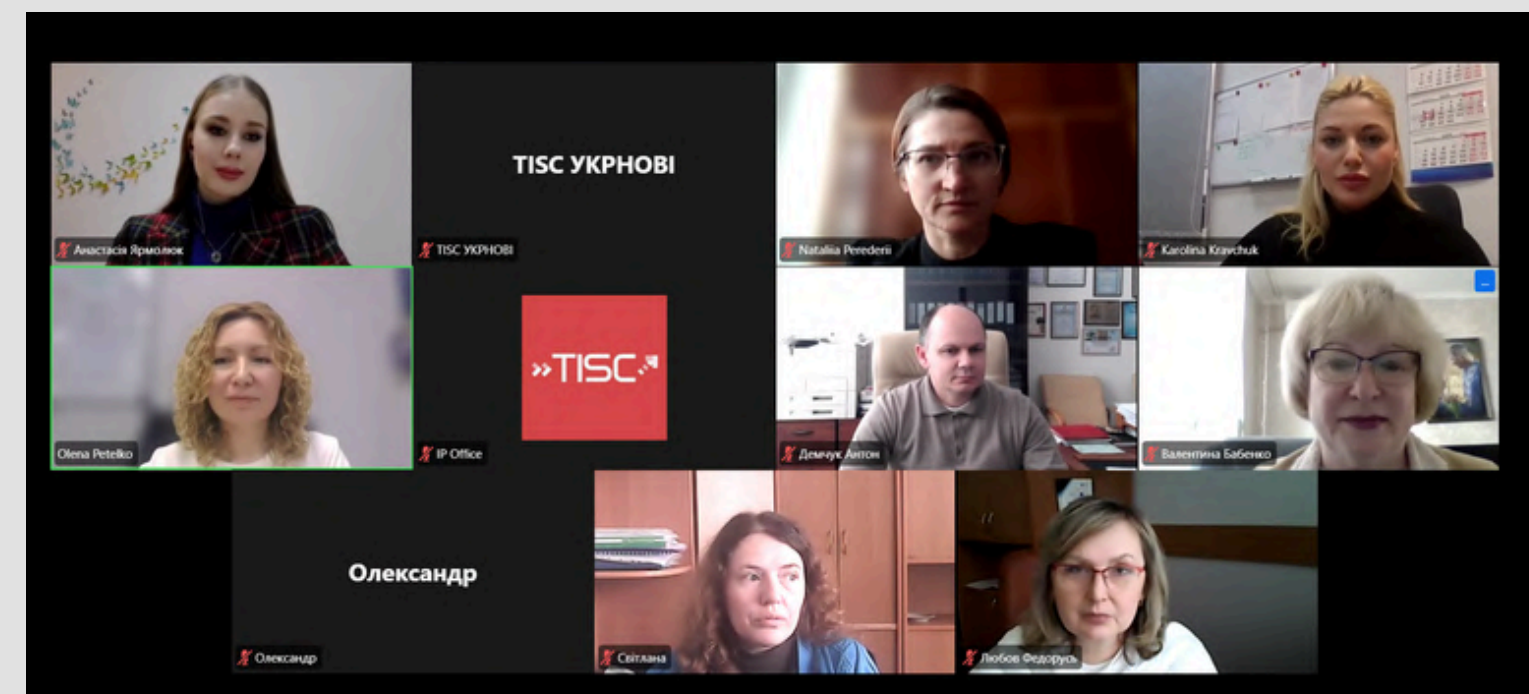 Анастасія Ярмолюк
TISC УКРНОВІ
TISC УКРНОВІ
Nataliia Perederii
Karolina Kravchuk
Olena Petelko
»TISC
IP Office
Демчук Антон
...
Валентина Бабенко
Олександр
Олександр
Світлана
Любов Федорусь